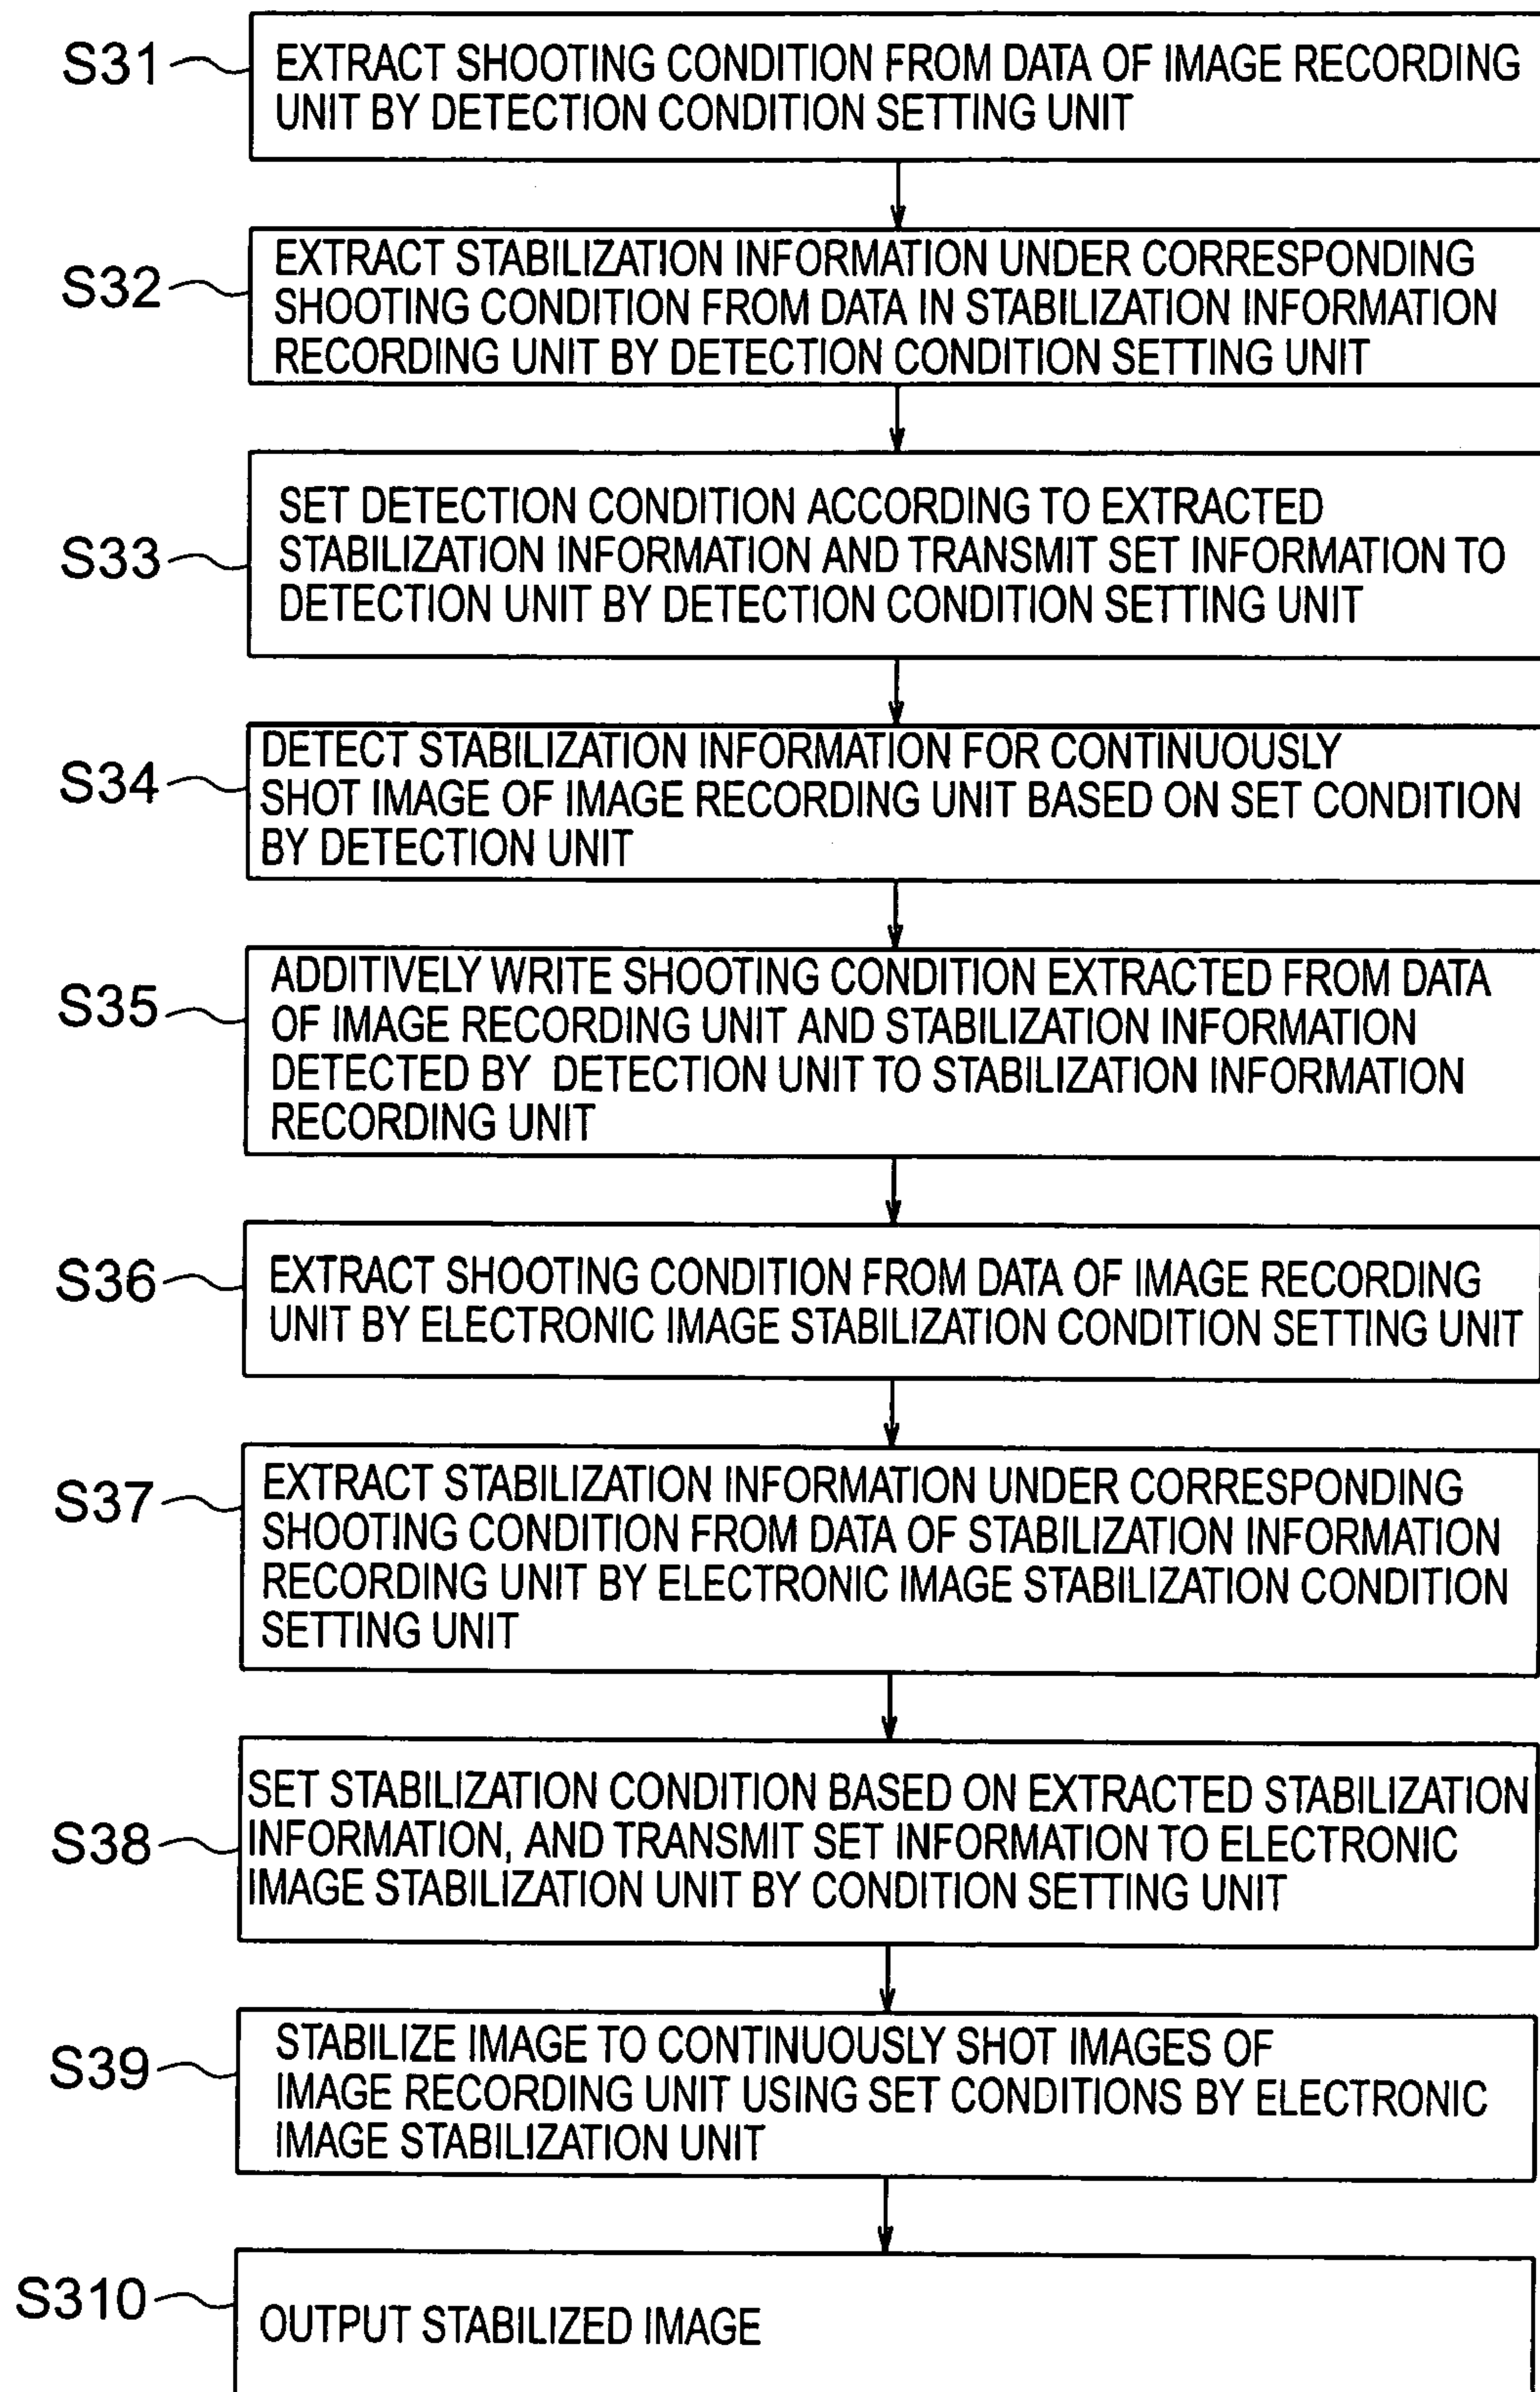 S31
EXTRACT SHOOTING CONDITION FROM DATA OF IMAGE RECORDING
UNIT BY DETECTION CONDITION SETTING UNIT
S32
EXTRACT STABILIZATION INFORMATION UNDER CORRESPONDING
SHOOTING CONDITION FROM DATA IN STABILIZATION INFORMATION
RECORDING UNIT BY DETECTION CONDITION SETTING UNIT
S33
SET DETECTION CONDITION ACCORDING TO EXTRACTED
STABILIZATION INFORMATION AND TRANSMIT SET INFORMATION TO
DETECTION UNIT BY DETECTION CONDITION SETTING UNIT
S34
DETECT STABILIZATION INFORMATION FOR CONTINUOUSLY
SHOT IMAGE OF IMAGE RECORDING UNIT BASED ON SET CONDITION
BY DETECTION UNIT
S35
ADDITIVELY WRITE SHOOTING CONDITION EXTRACTED FROM DATA
OF IMAGE RECORDING UNIT AND STABILIZATION INFORMATION
DETECTED BY DETECTION UNIT TO STABILIZATION INFORMATION
RECORDING UNIT
S36
EXTRACT SHOOTING CONDITION FROM DATA OF IMAGE RECORDING
UNIT BY ELECTRONIC IMAGE STABILIZATION CONDITION SETTING UNIT
S37
EXTRACT STABILIZATION INFORMATION UNDER CORRESPONDING
SHOOTING CONDITION FROM DATA OF STABILIZATION INFORMATION
RECORDING UNIT BY ELECTRONIC IMAGE STABILIZATION CONDITION
SETTING UNIT
S38
SET STABILIZATION CONDITION BASED ON EXTRACTED STABILIZATION
INFORMATION, AND TRANSMIT SET INFORMATION TO ELECTRONIC
IMAGE STABILIZATION UNIT BY CONDITION SETTING UNIT
S39
STABILIZE IMAGE TO CONTINUOUSLY SHOT IMAGES OF
IMAGE RECORDING UNIT USING SET CONDITIONS BY ELECTRONIC
IMAGE STABILIZATION UNIT
S310
OUTPUT STABILIZED IMAGE